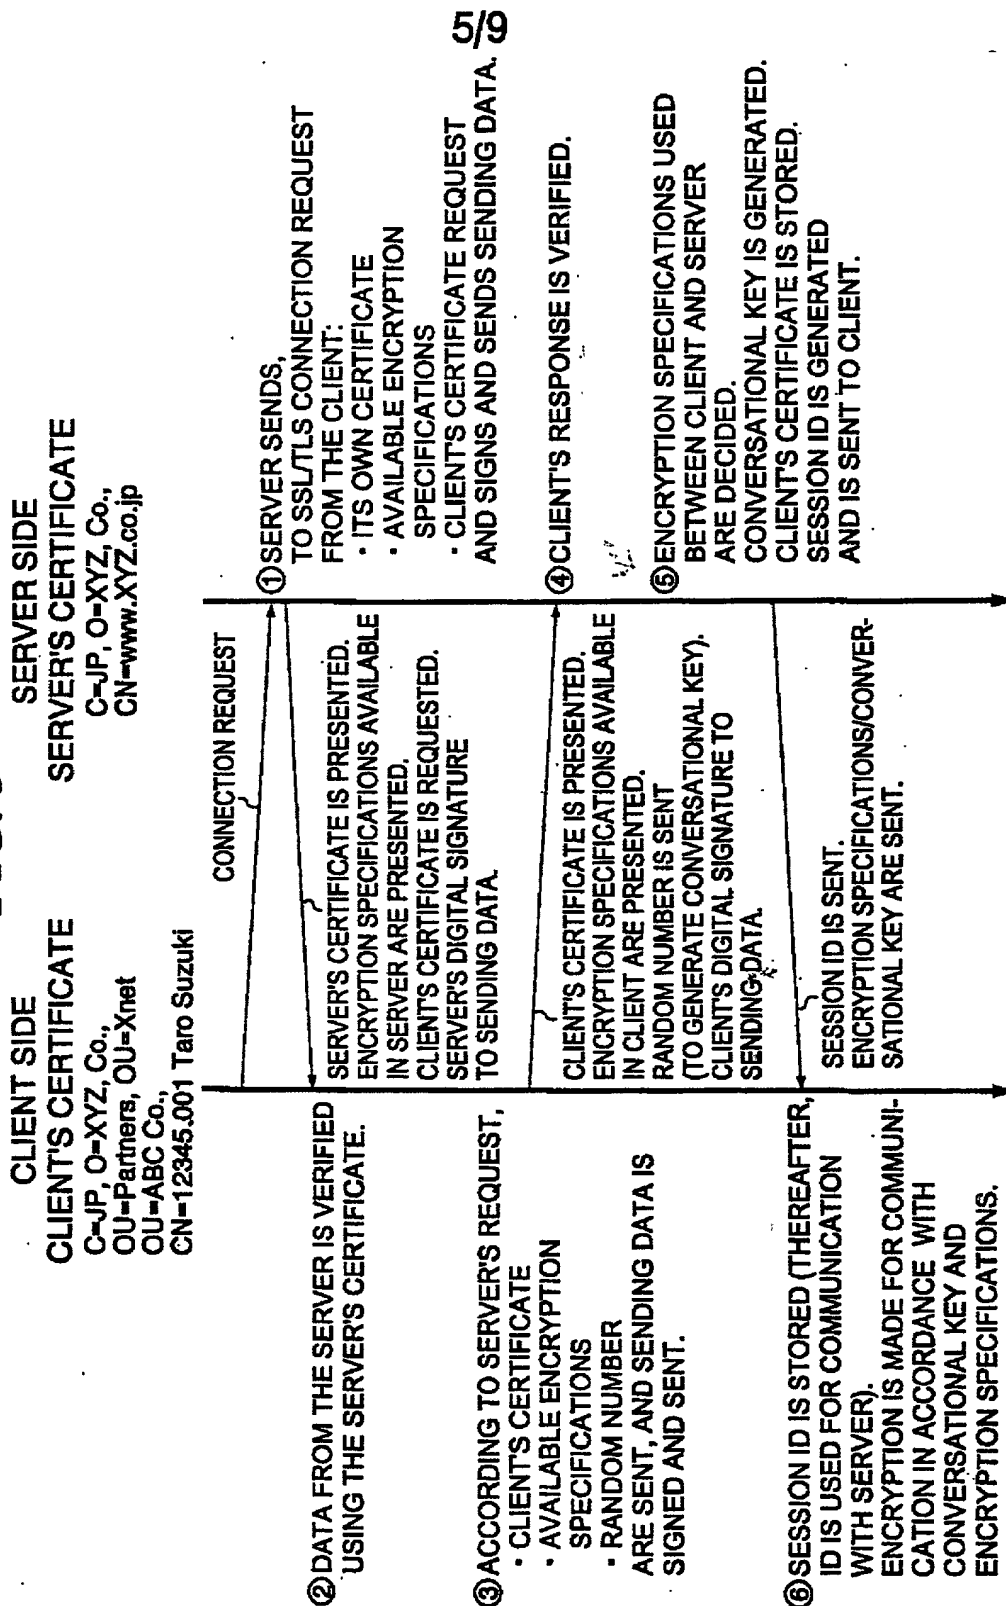 5/9
CLIENT SIDE
CLIENT'S CERTIFICATE
C=JP, O=XYZ, Co.,
OU=Partners, OU=Xnet
OU=ABC Co.,
CN=12345.001 Taro Suzuki
SERVER SIDE
SERVER'S CERTIFICATE
C=JP, O=XYZ, Co.,
CN=www.XYZ.co.jp
CONNECTION REQUEST
①SERVER SENDS,
TO SSL/TLS CONNECTION REQUEST
FROM THE CLIENT:
· ITS OWN CERTIFICATE
· AVAILABLE ENCRYPTION
SPECIFICATIONS
· CLIENT'S CERTIFICATE REQUEST
AND SIGNS AND SENDS SENDING DATA.
SERVER'S CERTIFICATE IS PRESENTED.
ENCRYPTION SPECIFICATIONS AVAILABLE
IN SERVER ARE PRESENTED.
CLIENT'S CERTIFICATE IS REQUESTED.
SERVER'S DIGITAL SIGNATURE
TO SENDING DATA.
②DATA FROM THE SERVER IS VERIFIED
USING THE SERVER'S CERTIFICATE.
③ACCORDING TO SERVER'S REQUEST,
· CLIENT'S CERTIFICATE
· AVAILABLE ENCRYPTION
SPECIFICATIONS
· RANDOM NUMBER
ARE SENT, AND SENDING DATA IS
SIGNED AND SENT.
CLIENT'S CERTIFICATE IS PRESENTED.
ENCRYPTION SPECIFICATIONS AVAILABLE
IN CLIENT ARE PRESENTED.
RANDOM NUMBER IS SENT
(TO GENERATE CONVERSATIONAL KEY).
CLIENT'S DIGITAL SIGNATURE TO
SENDING DATA.
④CLIENT'S RESPONSE IS VERIFIED.
⑤ENCRYPTION SPECIFICATIONS USED
BETWEEN CLIENT AND SERVER
ARE DECIDED.
CONVERSATIONAL KEY IS GENERATED.
CLIENT'S CERTIFICATE IS STORED.
SESSION ID IS GENERATED
AND IS SENT TO CLIENT.
SESSION ID IS SENT.
ENCRYPTION SPECIFICATIONS/CONVER-
SATIONAL KEY ARE SENT.
⑥SESSION ID IS STORED (THEREAFTER,
ID IS USED FOR COMMUNICATION
WITH SERVER).
ENCRYPTION IS MADE FOR COMMUNI-
CATION IN ACCORDANCE WITH
CONVERSATIONAL KEY AND
ENCRYPTION SPECIFICATIONS.